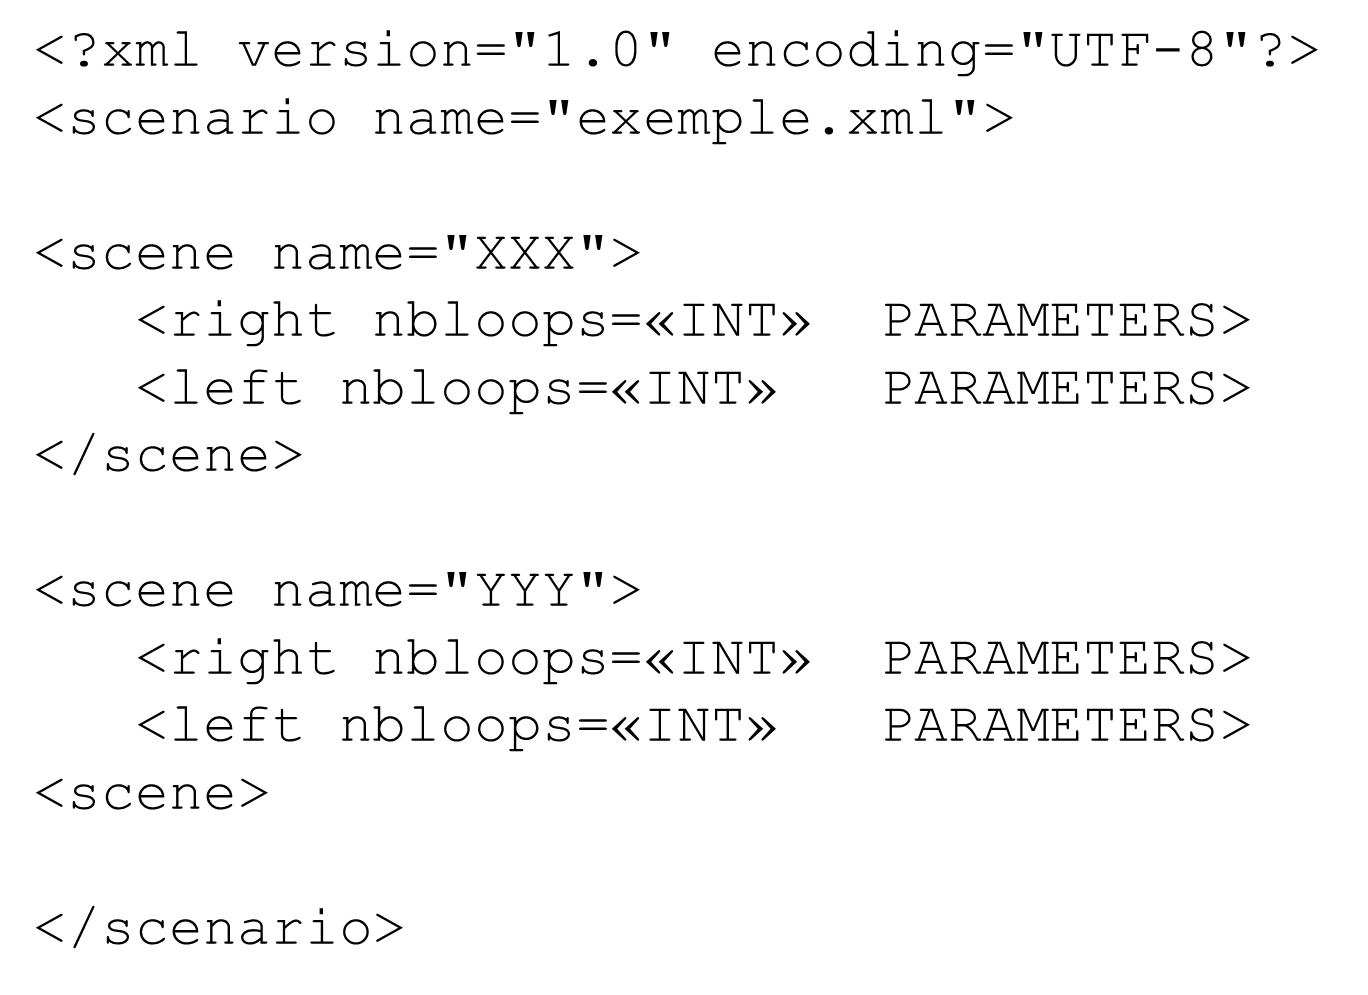 <?xml version="1.0" encoding="UTF-8"?>
<scenario name="exemple.xml">
<scene name="XXX">
<right nbloops=«INT» PARAMETERS>
<left nbloops=«INT» PARAMETERS>
</scene>
<scene name="YYY">
<right nbloops=«INT» PARAMETERS>
<left nbloops=«INT» PARAMETERS>
<scene>
</scenario>